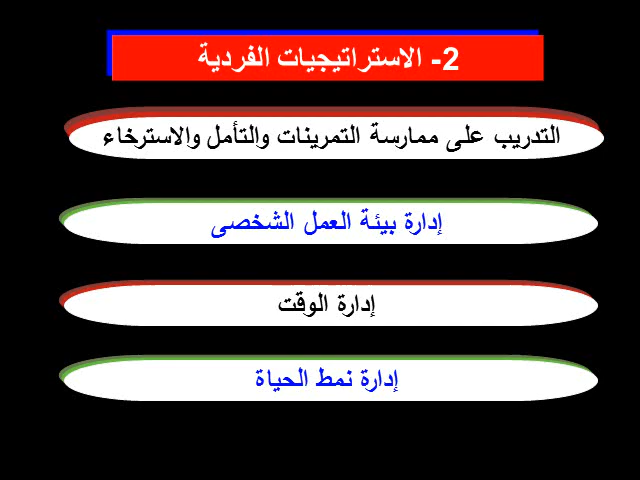 2- الاستراتيجيات الفردية
التدريب على ممارسة التمرينات والتأمل والاسترخاء
إدارة بيئة العمل الشخصى
إدارة الوقت
إدارة نمط الحياة